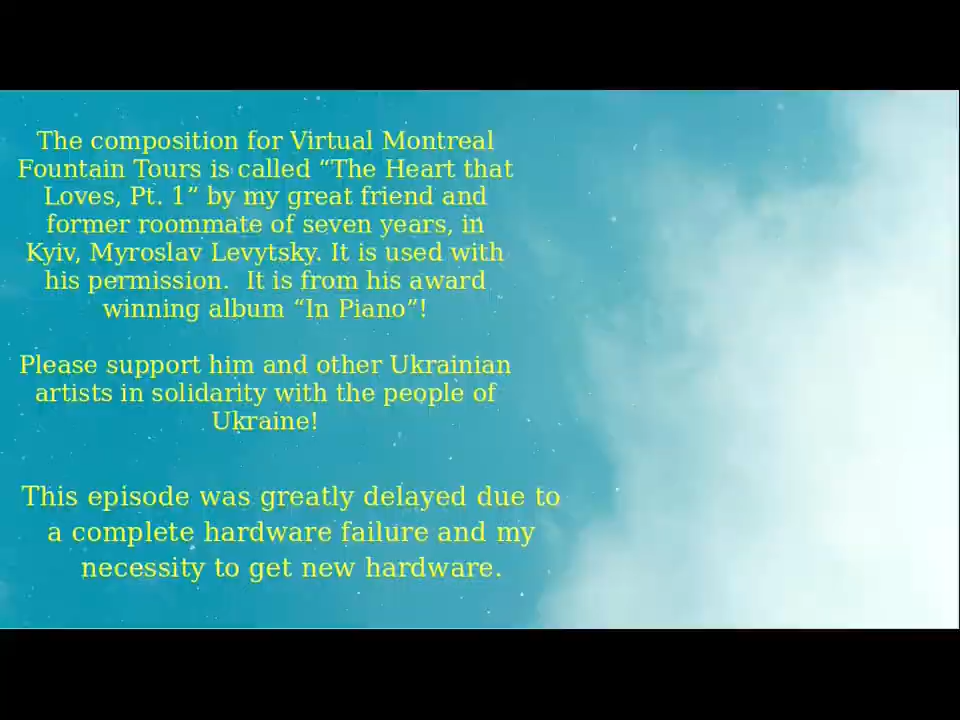 The composition for Virtual Montreal
Fountain Tours is called “The Heart that
Loves, Pt. 1” by my great friend and
former roommate of seven years, in
Kyiv, Myroslav Levytsky. It is used with
his permission.  It is from his award
winning album “In Piano”!
Please support him and other Ukrainian
artists in solidarity with the people of
Ukraine!
This episode was greatly delayed due to
a complete hardware failure and my
necessity to get new hardware.